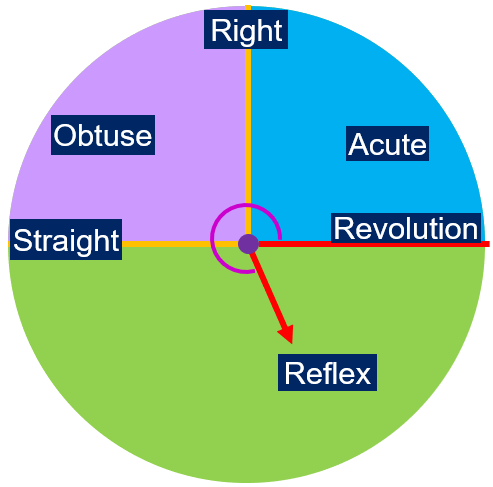 Right
Obtuse
Acute
Straight
Revolution
Reflex